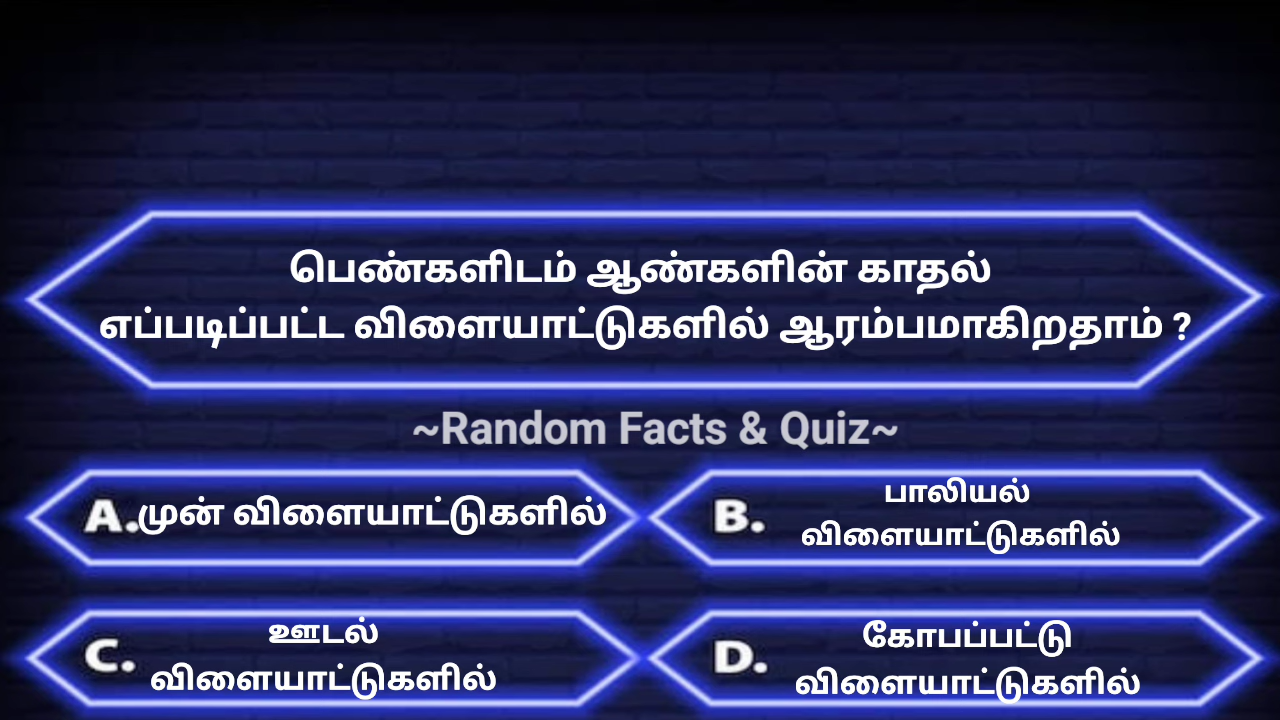 பெண்களிடம் ஆண்களின் காதல்
எப்படிப்பட்ட விளையாட்டுகளில் ஆரம்பமாகிறதாம் ?
~Random Facts & Quiz~
A. முன் விளையாட்டுகளில்
B. பாலியல்
விளையாட்டுகளில்
C. ஊடல்
விளையாட்டுகளில்
D. கோபப்பட்டு
விளையாட்டுகளில்